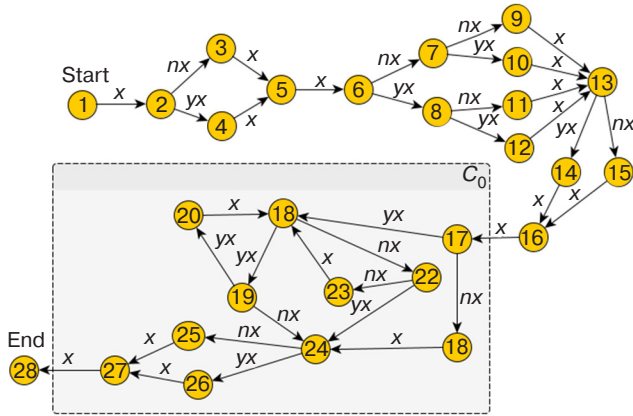 9
nx
x
3
7
yx
10
nx
x
nx
x
13
Start
x
5
x
6
nx
11
x
1
x
2
yx
yx
8
x
nx
4
x
yx
12
x
yx
14
15
C₀
x
x
20
x
18
yx
17
x
16
yx
yx
nx
x
nx
22
23
19
nx
yx
nx
End
25
nx
24
x
18
x
yx
28
x
27
x
26